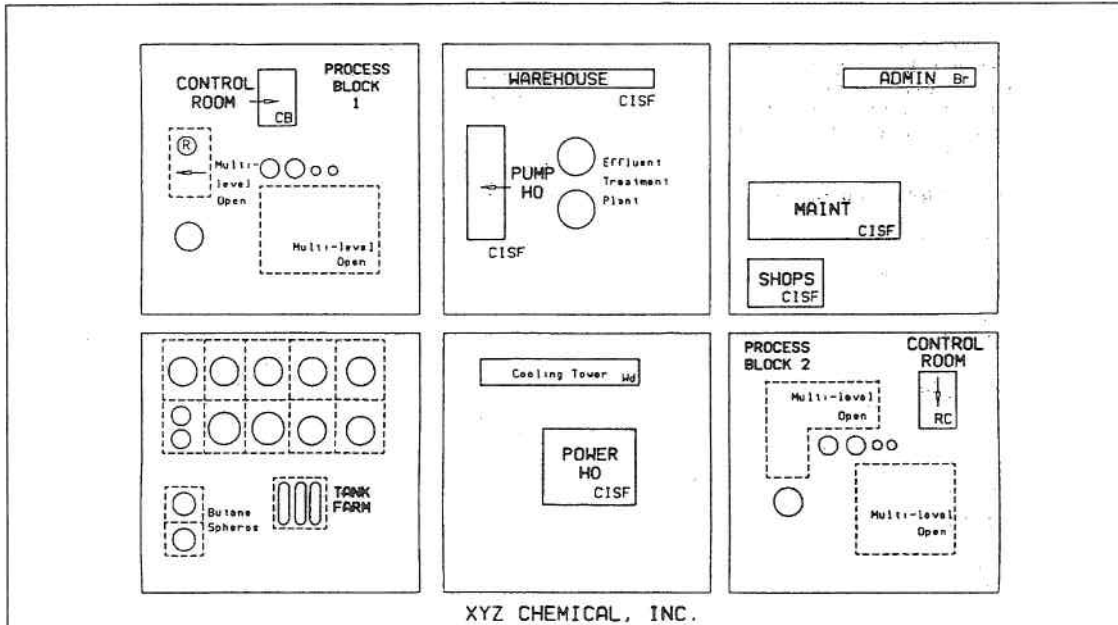 CONTROL
ROOM
CB
PROCESS
BLOCK
1
R
Multi-
level
Open
Multi-level
Open
WAREHOUSE
CISF
PUMP
HO
CISF
Effluent
Treatment
Plant
ADMIN Br
MAINT
CISF
SHOPS
CISF
Butane
Spheres
TANK
FARM
Cooling Tower Wd
POWER
HO
CISF
PROCESS
BLOCK 2
CONTROL
ROOM
RC
Multi-level
Open
Multi-level
Open
XYZ CHEMICAL, INC.